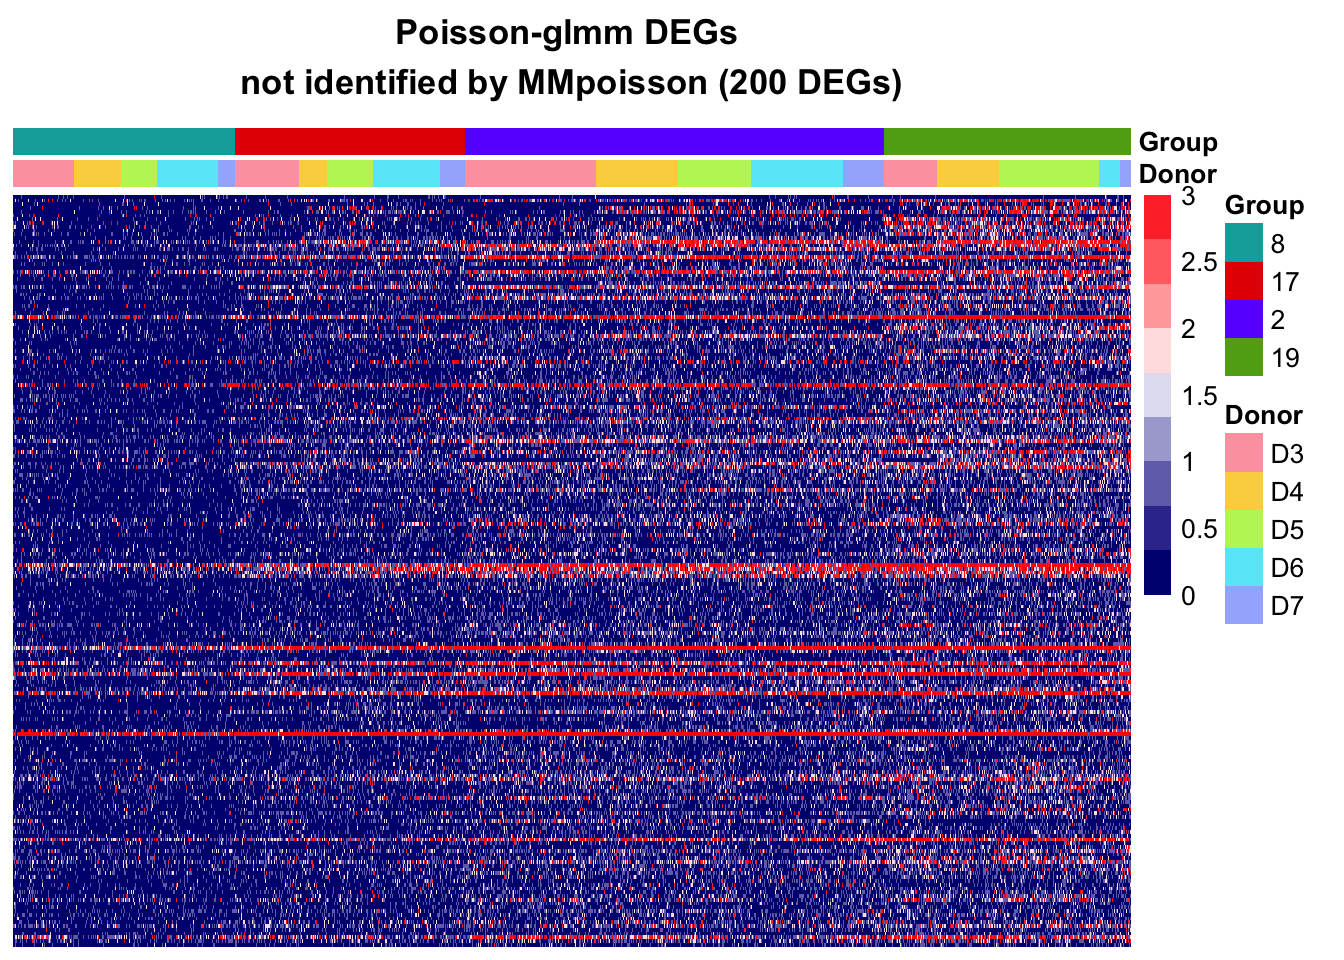 Poisson-glmm DEGs
not identified by MMpoisson (200 DEGs)
Group
Donor
3
2.5
2
1.5
1
0.5
0
Group
8
17
2
19
Donor
D3
D4
D5
D6
D7